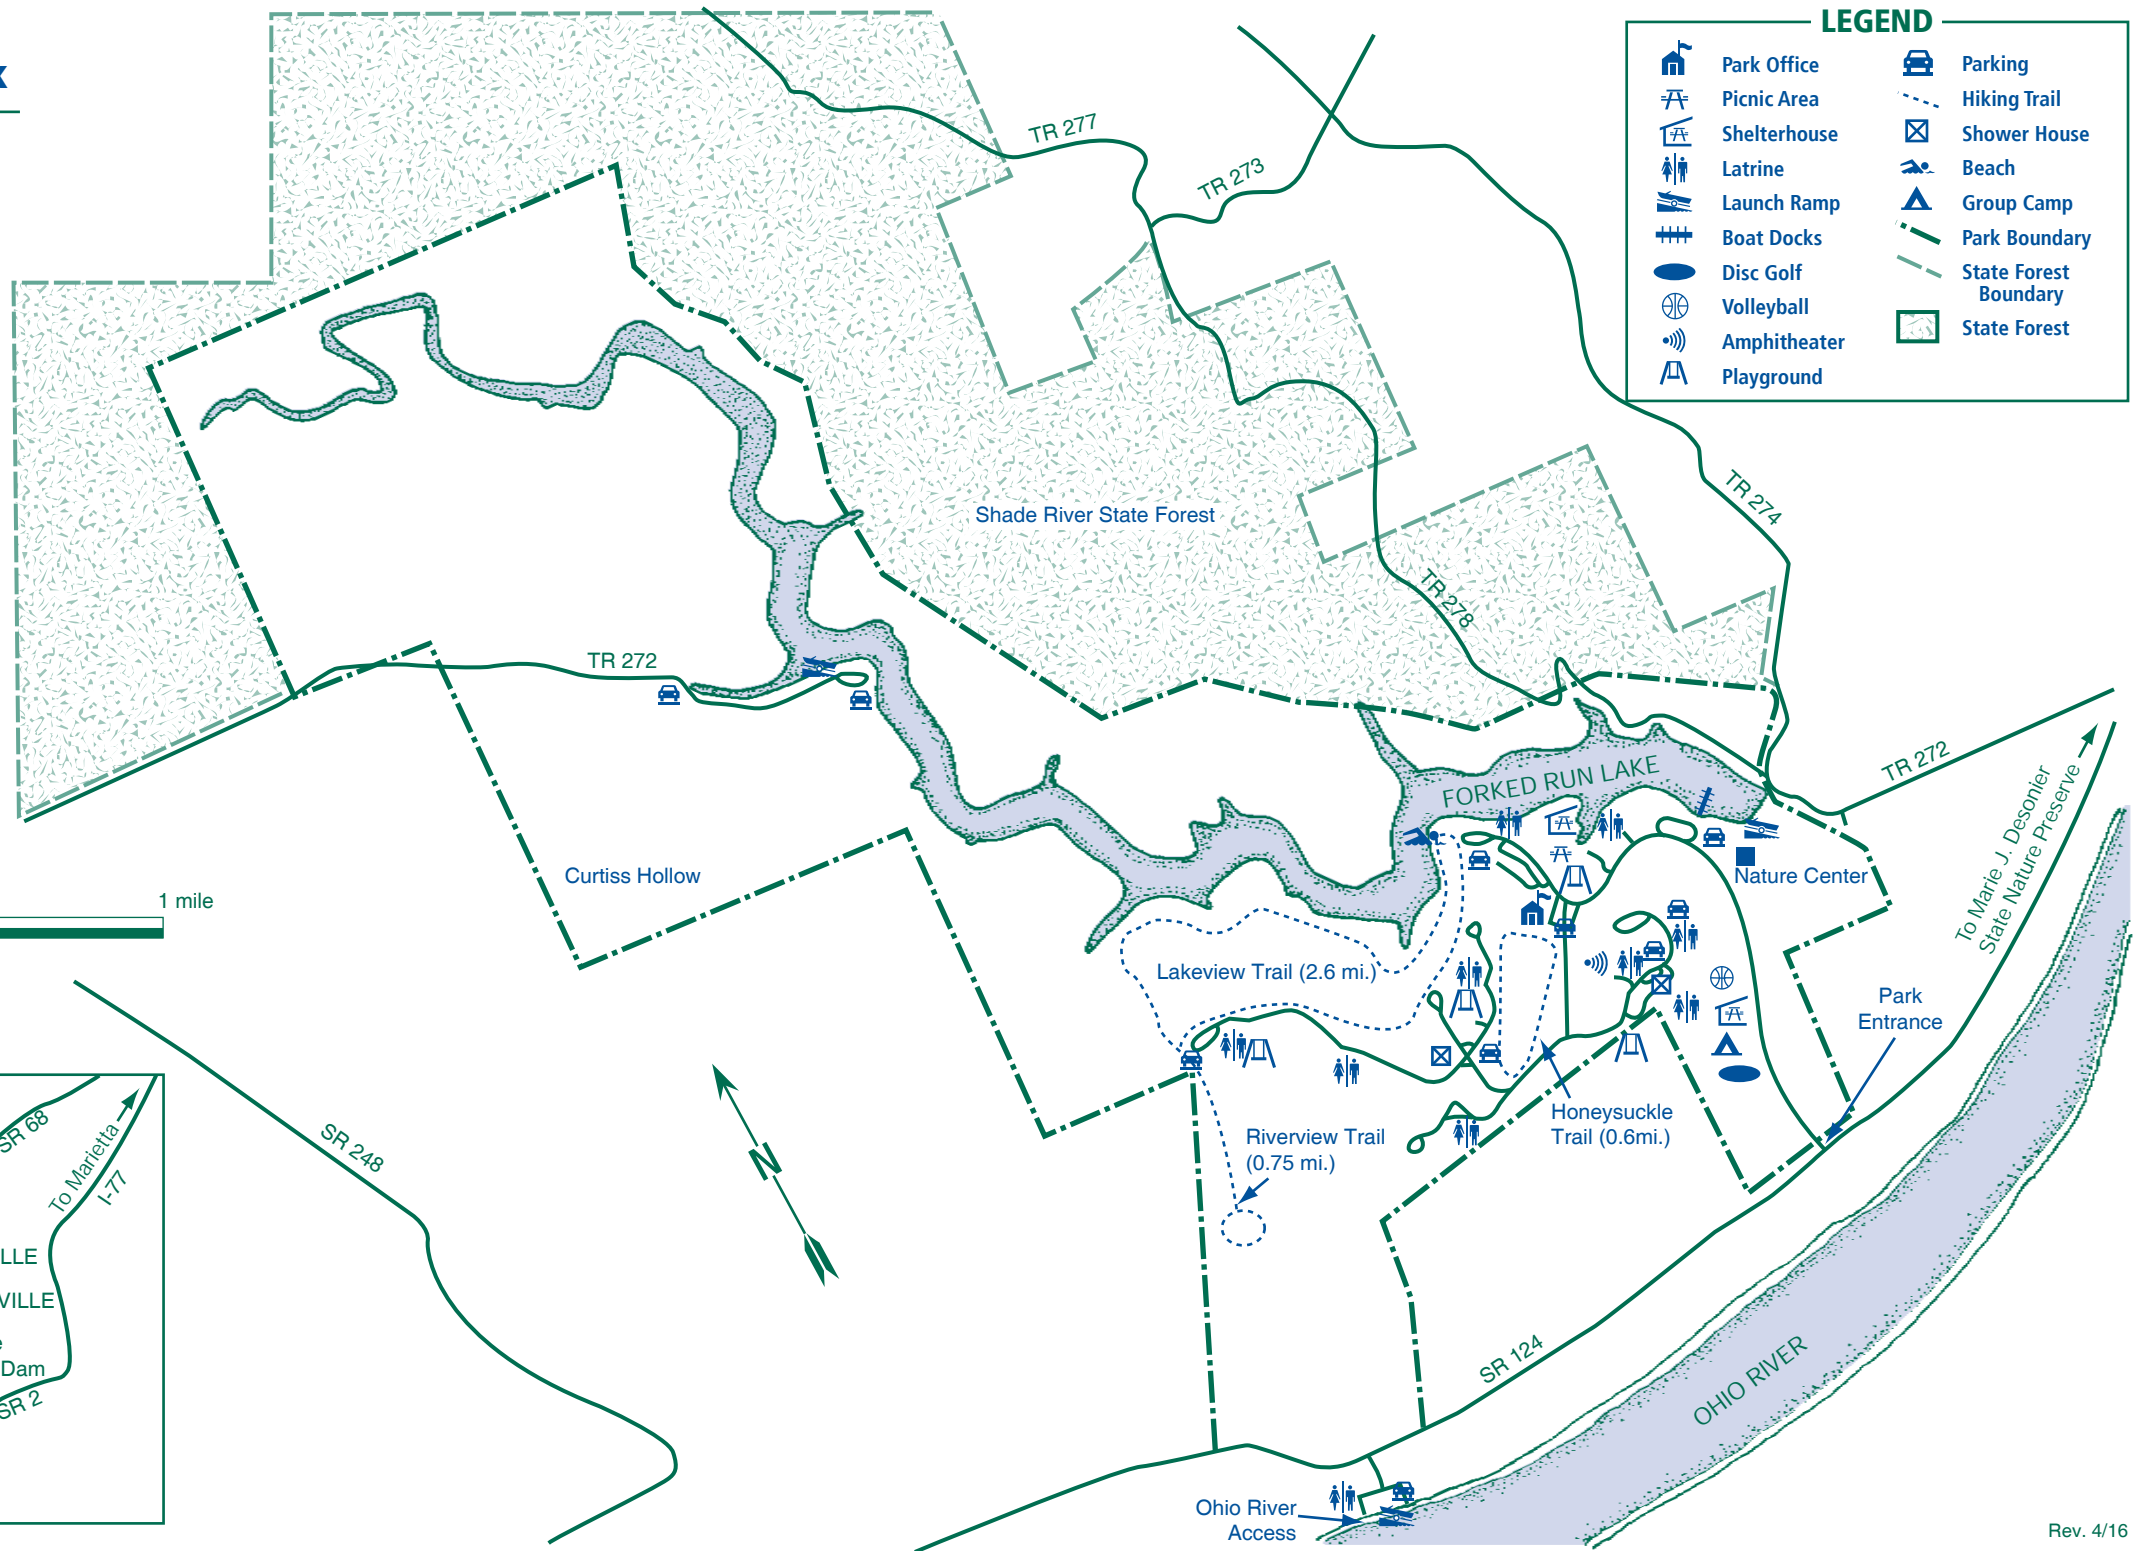 LEGEND
Park Office
Picnic Area
Shelterhouse
Latrine
Launch Ramp
Boat Docks
Disc Golf
Volleyball
Amphitheater
Playground
Parking
Hiking Trail
Shower House
Beach
Group Camp
Park Boundary
State Forest
Boundary
State Forest
TR 277
TR 273
TR 274
Shade River State Forest
TR 278
TR 272
FORKED RUN LAKE
TR 272
Curtiss Hollow
Nature Center
To Marie J. Desonier
State Nature Preserve
1 mile
Lakeview Trail (2.6 mi.)
Park
Entrance
N
Honeysuckle
Trail (0.6mi.)
Riverview Trail
(0.75 mi.)
SR 248
SR 68
To Marietta
I-77
LLE
VILLE
Dam
SR 2
SR 124
OHIO RIVER
Ohio River
Access
Rev. 4/16